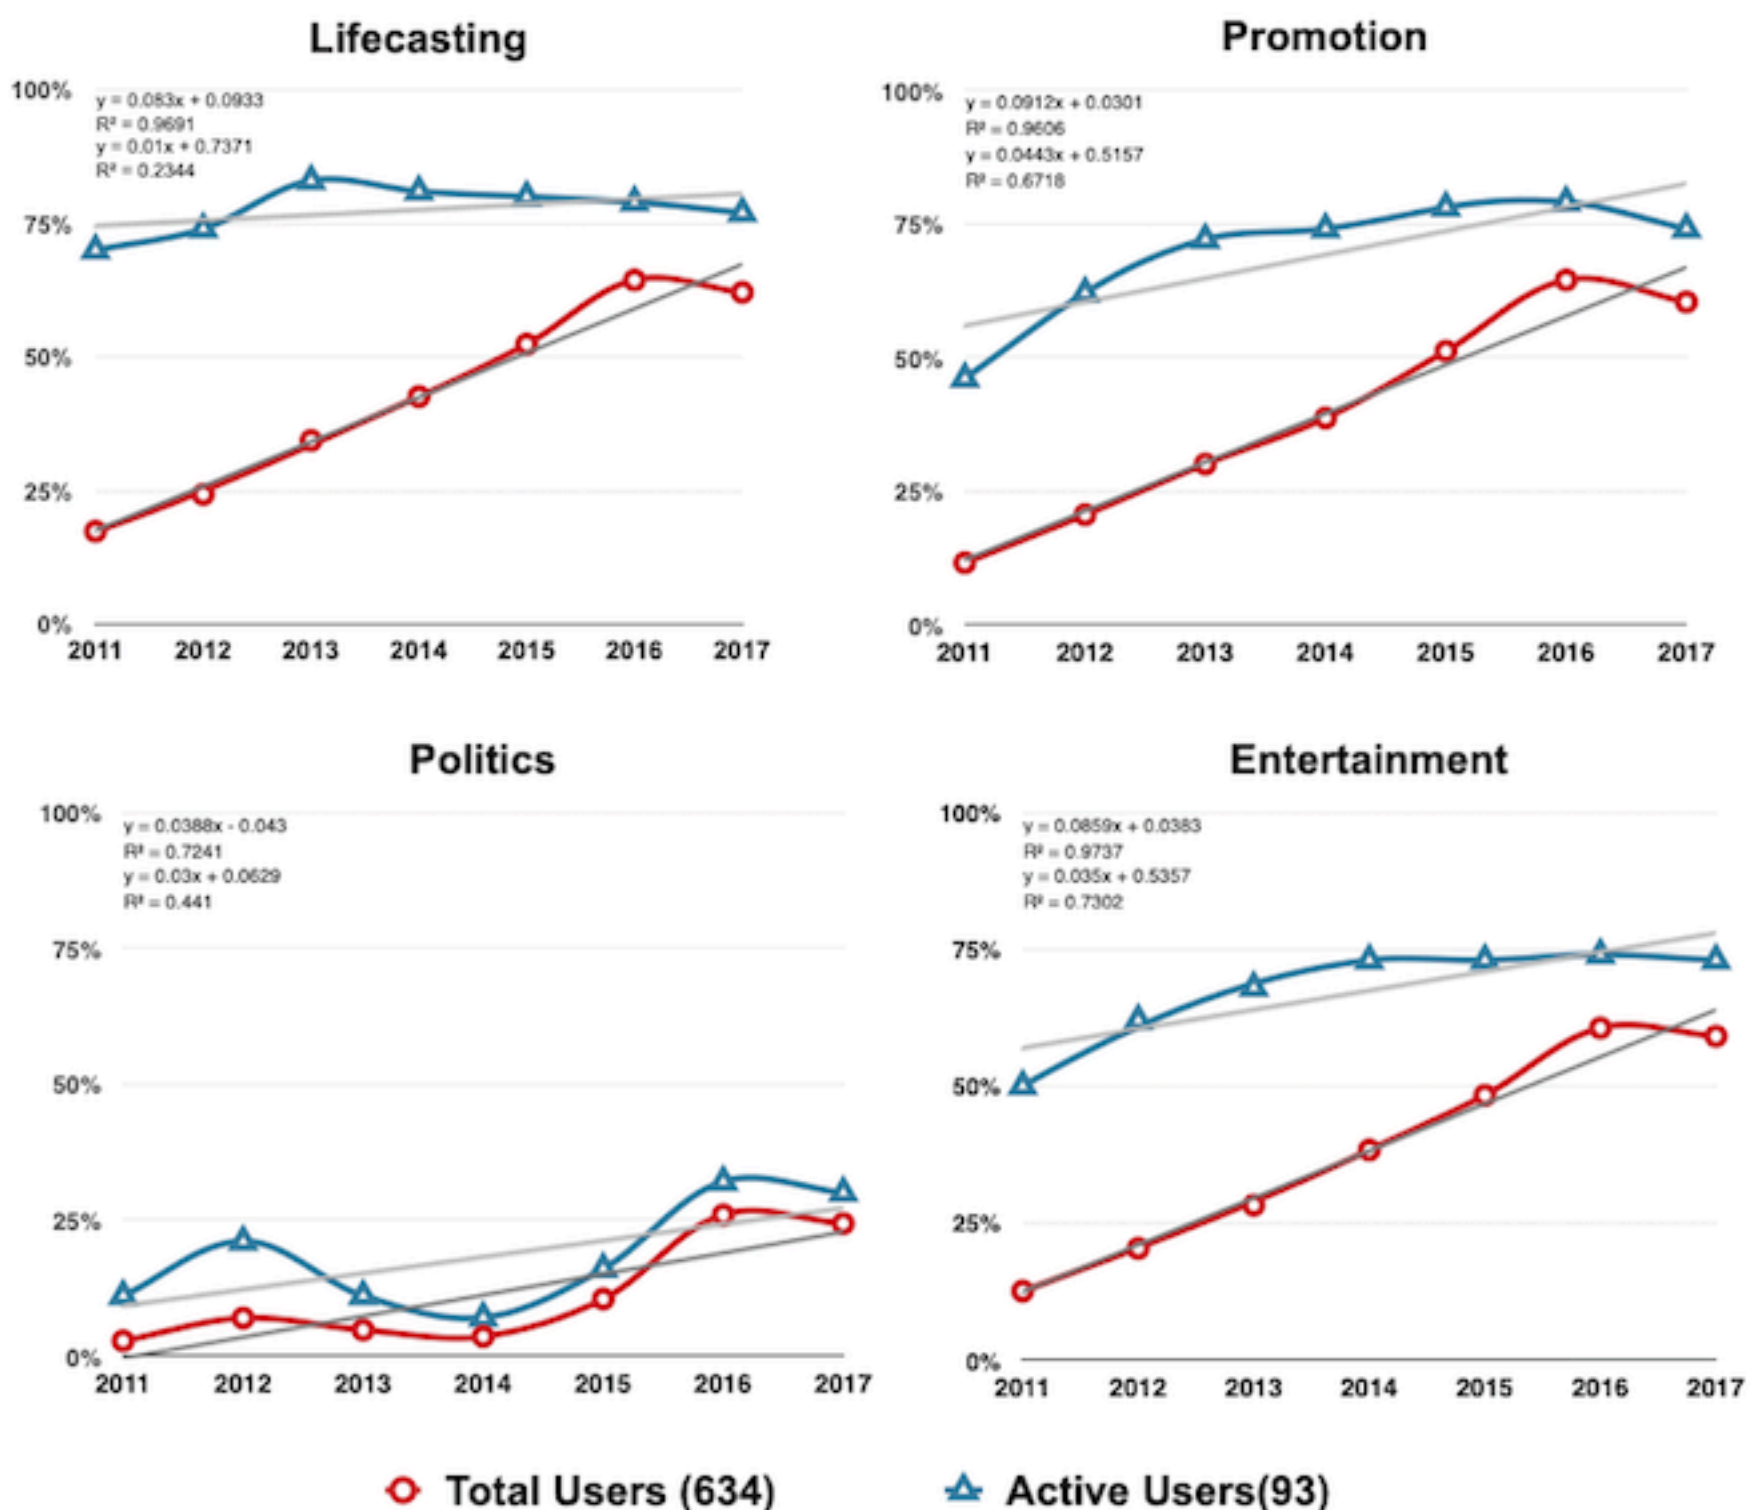 Lifecasting
100%
y = 0.083x + 0.0933
R² = 0.9691
y = 0.01x + 0.7371
R² = 0.2344
75%
50%
25%
0%
2011 2012 2013 2014 2015 2016 2017
Promotion
100%
y = 0.0912x + 0.0301
R² = 0.9606
y = 0.0443x + 0.5157
R² = 0.6718
75%
50%
25%
0%
2011 2012 2013 2014 2015 2016 2017
Politics
100%
y = 0.0388x - 0.043
R² = 0.7241
y = 0.03x + 0.0629
R² = 0.441
75%
50%
25%
0%
2011 2012 2013 2014 2015 2016 2017
Entertainment
100%
y = 0.0859x + 0.0383
R² = 0.9737
y = 0.035x + 0.5357
R² = 0.7302
75%
50%
25%
0%
2011 2012 2013 2014 2015 2016 2017
Total Users (634) Active Users(93)